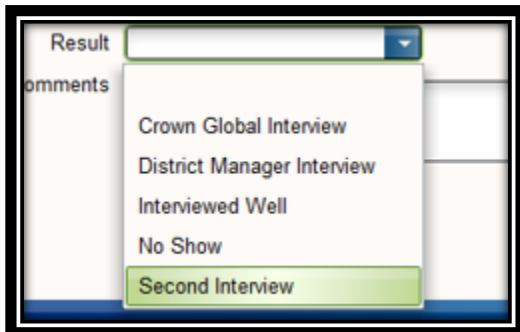 Result
omments
Crown Global Interview
District Manager Interview
Interviewed Well
No Show
Second Interview